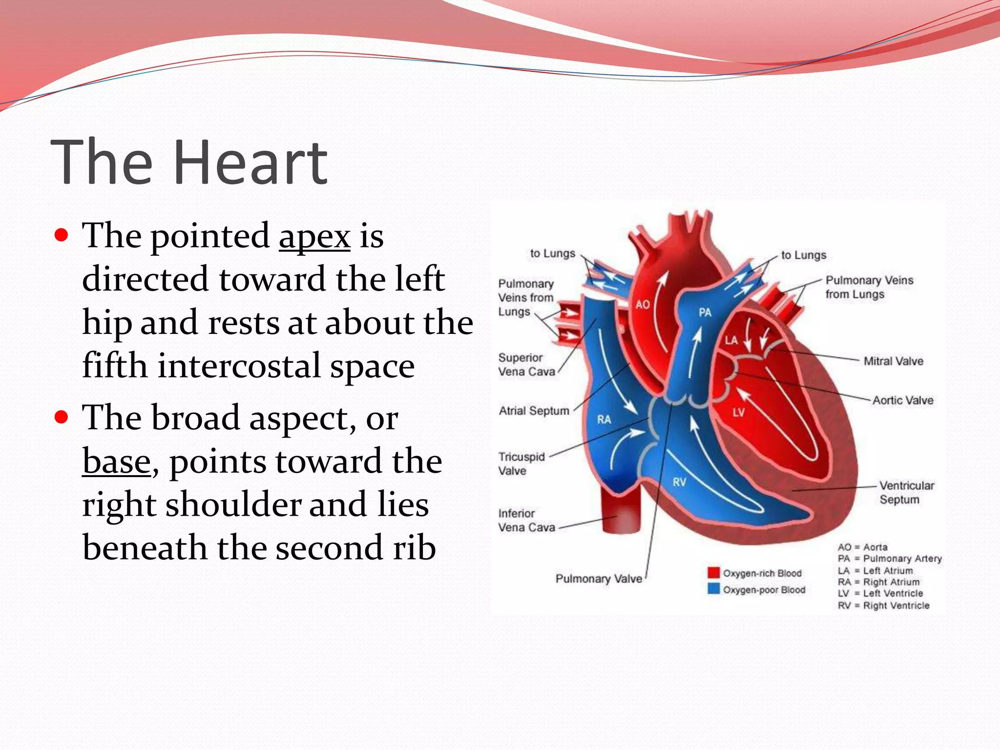 The Heart
The pointed apex is
directed toward the left
hip and rests at about the
fifth intercostal space
The broad aspect, or
base, points toward the
right shoulder and lies
beneath the second rib
to Lungs
to Lungs
Pulmonary
Veins from
Lungs
Pulmonary Veins
from Lungs
AO
PA
LA
Superior
Vena Cava
Mitral Valve
Atrial Septum
Aortic Valve
RA
LV
Tricuspid
Valve
RV
Ventricular
Septum
Inferior
Vena Cava
Pulmonary Valve
Oxygen-rich Blood
Oxygen-poor Blood
AO = Aorta
PA = Pulmonary Artery
LA = Left Atrium
RA = Right Atrium
LV = Left Ventricle
RV = Right Ventricle